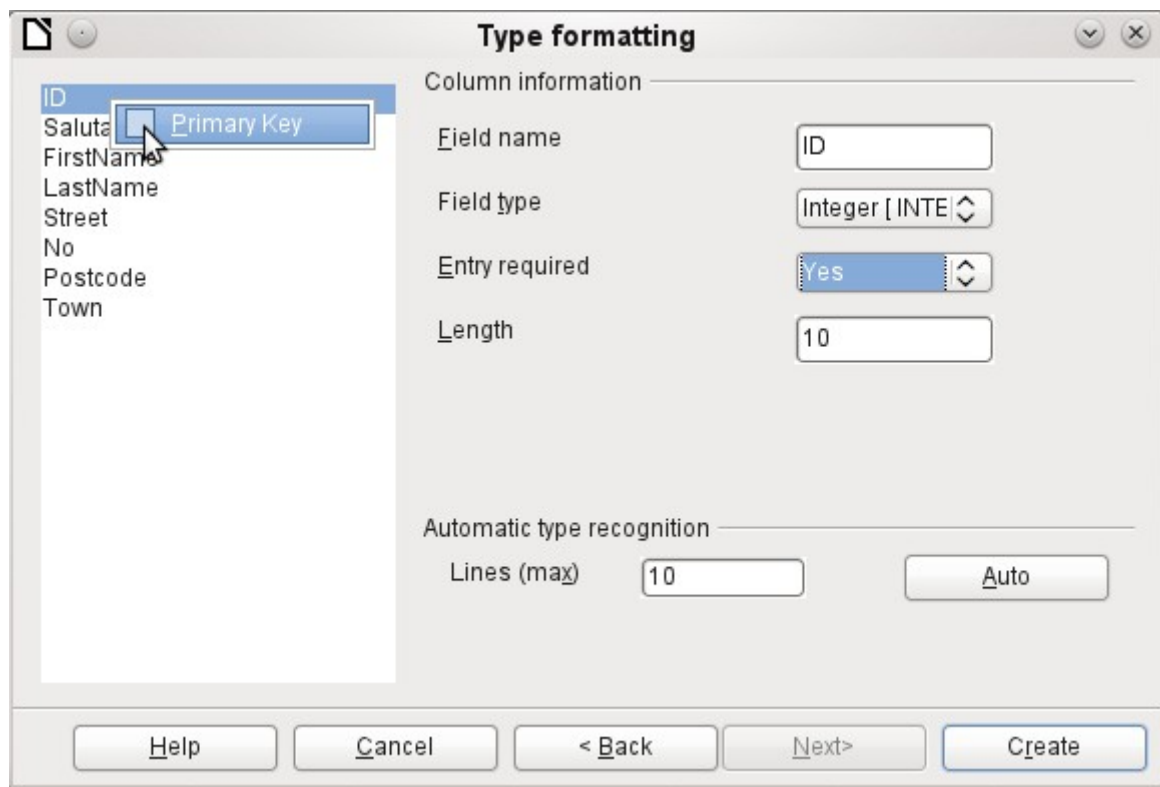 Type formatting
ID
Saluta
Primary Key
FirstName
LastName
Street
No
Postcode
Town
Column information
Field name
ID
Field type
Integer [ INTE
Entry required
Yes
Length
10
Automatic type recognition
Lines (max)
10
Auto
Help
Cancel
< Back
Next>
Create